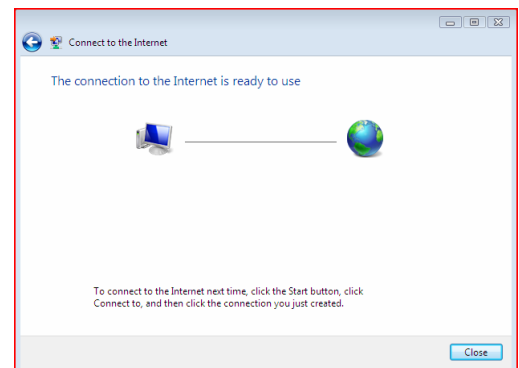 Connect to the Internet
The connection to the Internet is ready to use
To connect to the Internet next time, click the Start button, click
Connect to, and then click the connection you just created.
Close